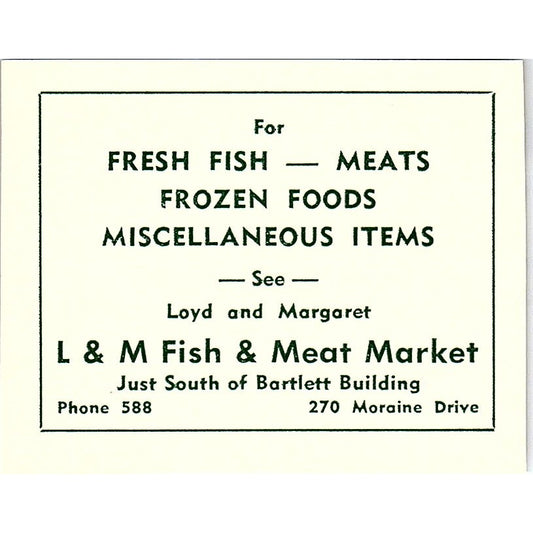 For
FRESH FISH — MEATS
FROZEN FOODS
MISCELLANEOUS ITEMS
— See —
Loyd and Margaret
L & M Fish & Meat Market
Just South of Bartlett Building
Phone 588 270 Moraine Drive